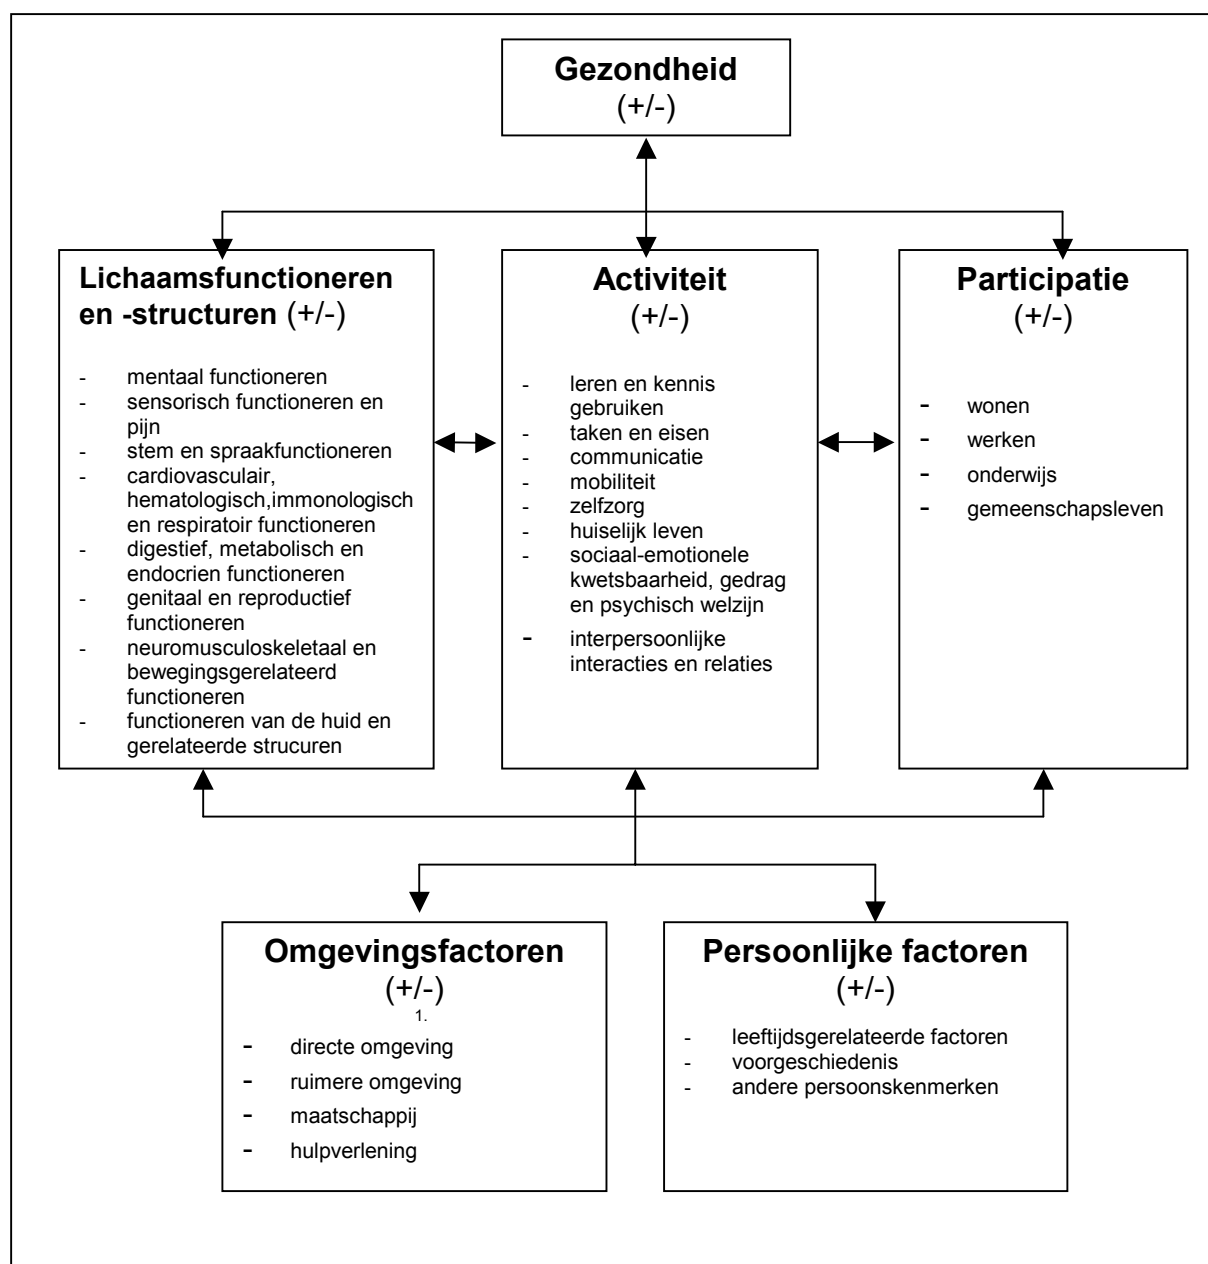 Gezondheid
(+/-)
Lichaamsfunctioneren
en -structuren (+/-)
- mentaal functioneren
- sensorisch functioneren en
pijn
- stem en spraakfunctioneren
- cardiovasculair,
hematologisch,immonologisch
en respiratoir functioneren
- digestief, metabolisch en
endocrien functioneren
- genitaal en reproductief
functioneren
- neuromusculoskeletaal en
bewegingsgerelateerd
functioneren
- functioneren van de huid en
gerelateerde strucuren
Activiteit
(+/-)
- leren en kennis
gebruiken
- taken en eisen
- communicatie
- mobiliteit
- zelfzorg
- huiselijk leven
- sociaal-emotionele
kwetsbaarheid, gedrag
en psychisch welzijn
- interpersoonlijke
interacties en relaties
Participatie
(+/-)
- wonen
- werken
- onderwijs
- gemeenschapsleven
Omgevingsfactoren
(+/-)
1.
- directe omgeving
- ruimere omgeving
- maatschappij
- hulpverlening
Persoonlijke factoren
(+/-)
- leeftijdsgerelateerde factoren
- voorgeschiedenis
- andere persoonskenmerken